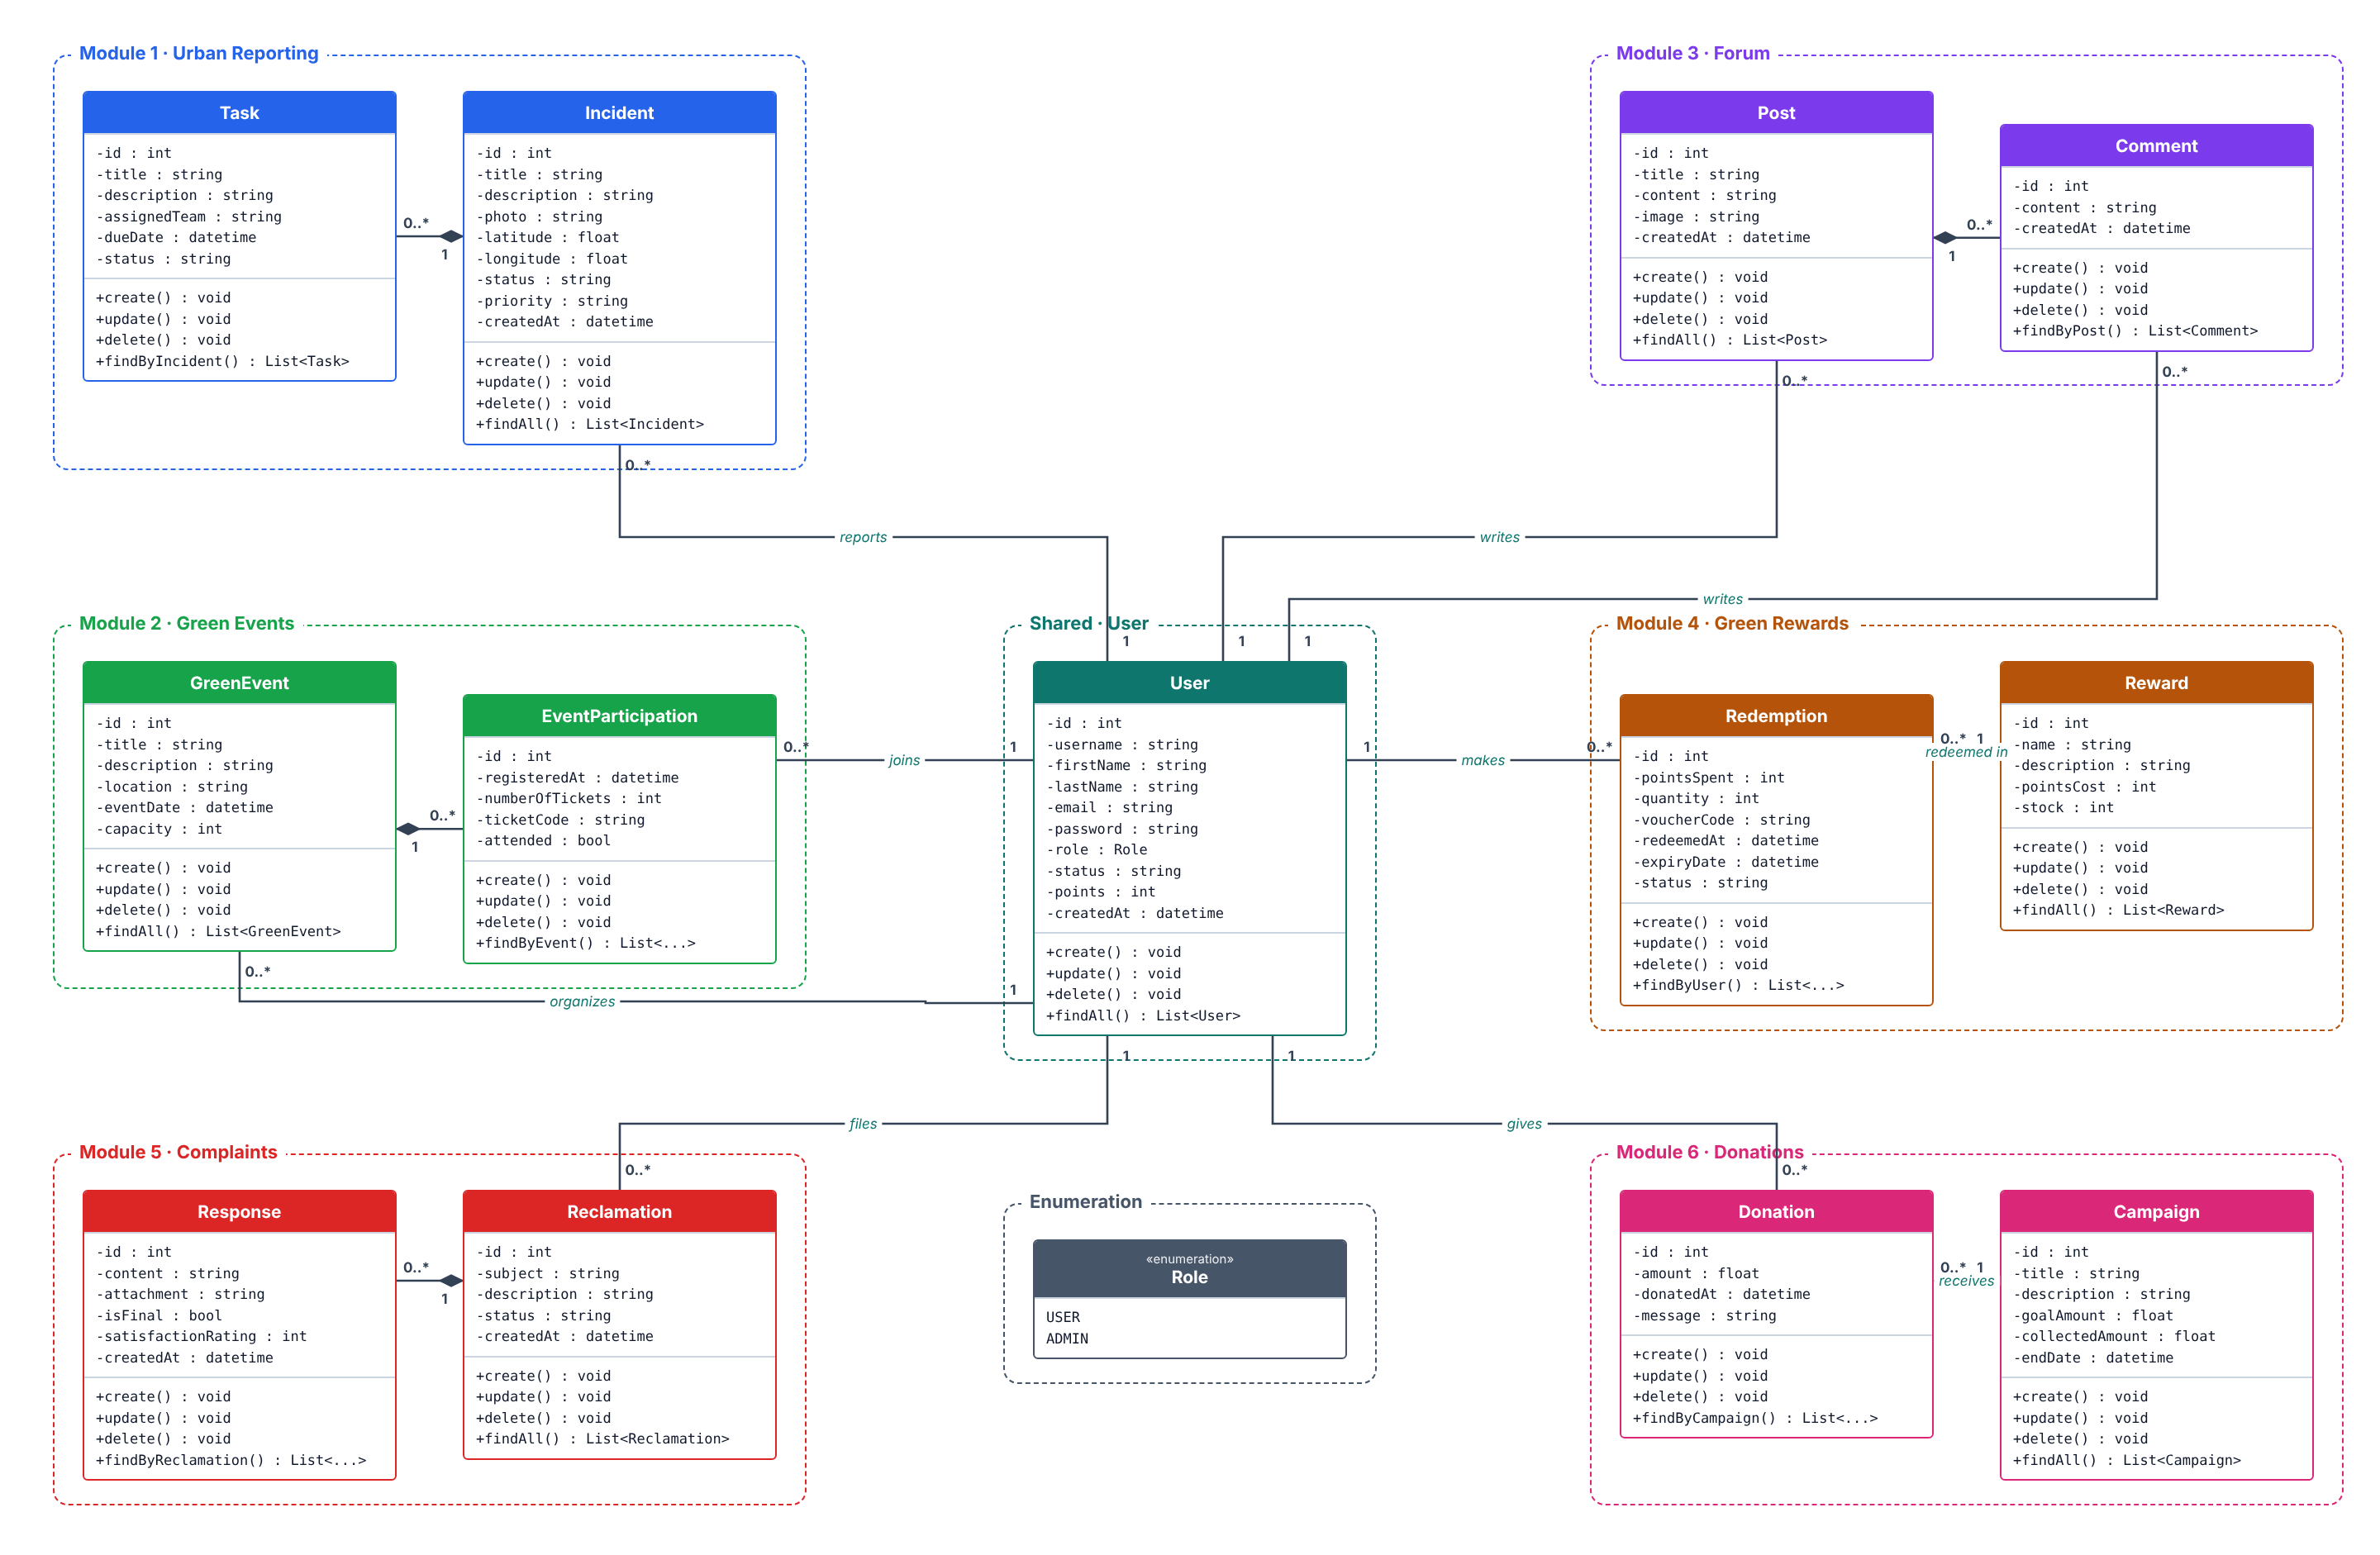 Module 1 · Urban Reporting
Task
-id : int
-title : string
-description : string
-assignedTeam : string
-dueDate : datetime
-status : string
+create() : void
+update() : void
+delete() : void
+findByIncident() : List<Task>
0..*
1
Incident
-id : int
-title : string
-description : string
-photo : string
-latitude : float
-longitude : float
-status : string
-priority : string
-createdAt : datetime
+create() : void
+update() : void
+delete() : void
+findAll() : List<Incident>
0..*
reports
1
Module 3 · Forum
Post
-id : int
-title : string
-content : string
-image : string
-createdAt : datetime
+create() : void
+update() : void
+delete() : void
+findAll() : List<Post>
0..*
1
0..*
Comment
-id : int
-content : string
-createdAt : datetime
+create() : void
+update() : void
+delete() : void
+findByPost() : List<Comment>
0..*
writes
1
writes
1
Module 2 · Green Events
GreenEvent
-id : int
-title : string
-description : string
-location : string
-eventDate : datetime
-capacity : int
+create() : void
+update() : void
+delete() : void
+findAll() : List<GreenEvent>
0..*
1
0..*
EventParticipation
-id : int
-registeredAt : datetime
-numberOfTickets : int
-ticketCode : string
-attended : bool
+create() : void
+update() : void
+delete() : void
+findByEvent() : List<...>
0..*
joins
1
organizes
1
Shared · User
User
-id : int
-username : string
-firstName : string
-lastName : string
-email : string
-password : string
-role : Role
-status : string
-points : int
-createdAt : datetime
+create() : void
+update() : void
+delete() : void
+findAll() : List<User>
1
makes
0..*
1
1
Module 4 · Green Rewards
Redemption
-id : int
-pointsSpent : int
-quantity : int
-voucherCode : string
-redeemedAt : datetime
-expiryDate : datetime
-status : string
+create() : void
+update() : void
+delete() : void
+findByUser() : List<...>
0..* 1
redeemed in
Reward
-id : int
-name : string
-description : string
-pointsCost : int
-stock : int
+create() : void
+update() : void
+delete() : void
+findAll() : List<Reward>
files
gives
Module 5 · Complaints
0..*
Response
-id : int
-content : string
-attachment : string
-isFinal : bool
-satisfactionRating : int
-createdAt : datetime
+create() : void
+update() : void
+delete() : void
+findByReclamation() : List<...>
0..*
1
Reclamation
-id : int
-subject : string
-description : string
-status : string
-createdAt : datetime
+create() : void
+update() : void
+delete() : void
+findAll() : List<Reclamation>
Enumeration
«enumeration»
Role
USER
ADMIN
Module 6 · Donations
0..*
Donation
-id : int
-amount : float
-donatedAt : datetime
-message : string
+create() : void
+update() : void
+delete() : void
+findByCampaign() : List<...>
0..* 1
receives
Campaign
-id : int
-title : string
-description : string
-goalAmount : float
-collectedAmount : float
-endDate : datetime
+create() : void
+update() : void
+delete() : void
+findAll() : List<Campaign>